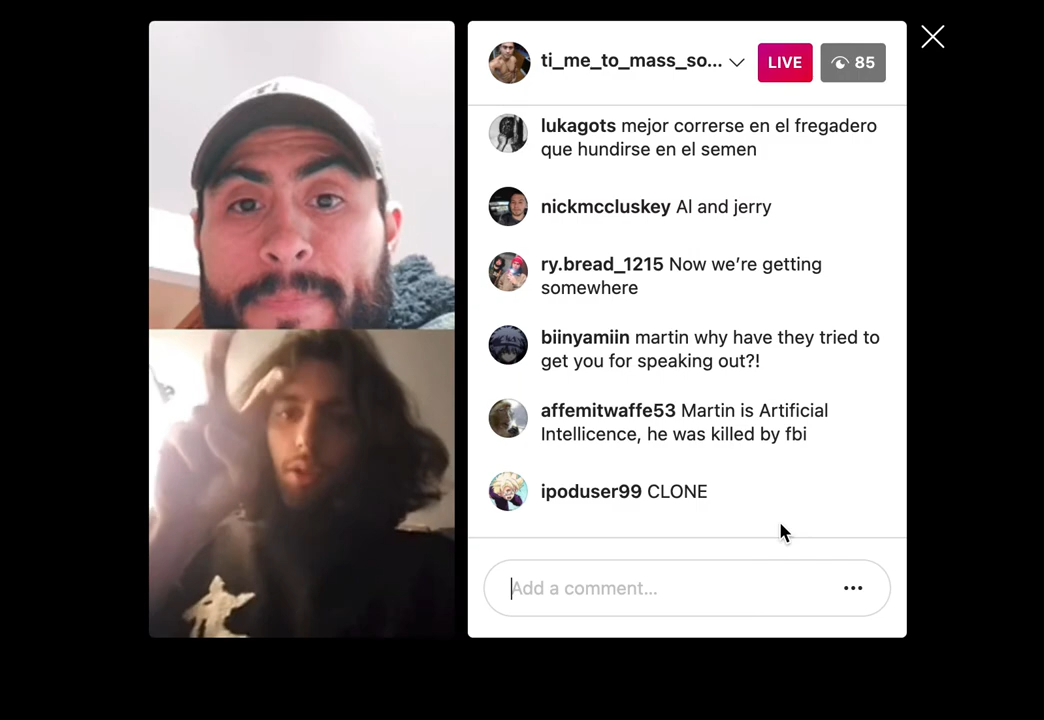 ti_me_to_mass_so...
LIVE
85
lukagots mejor correrse en el fregadero
que hundirse en el semen
nickmccluskey Al and jerry
ry.bread_1215 Now we're getting
somewhere
biinyamiin martin why have they tried to
get you for speaking out?!
affemitwaffe53 Martin is Artificial
Intellicence, he was killed by fbi
ipoduser99 CLONE
Add a comment...